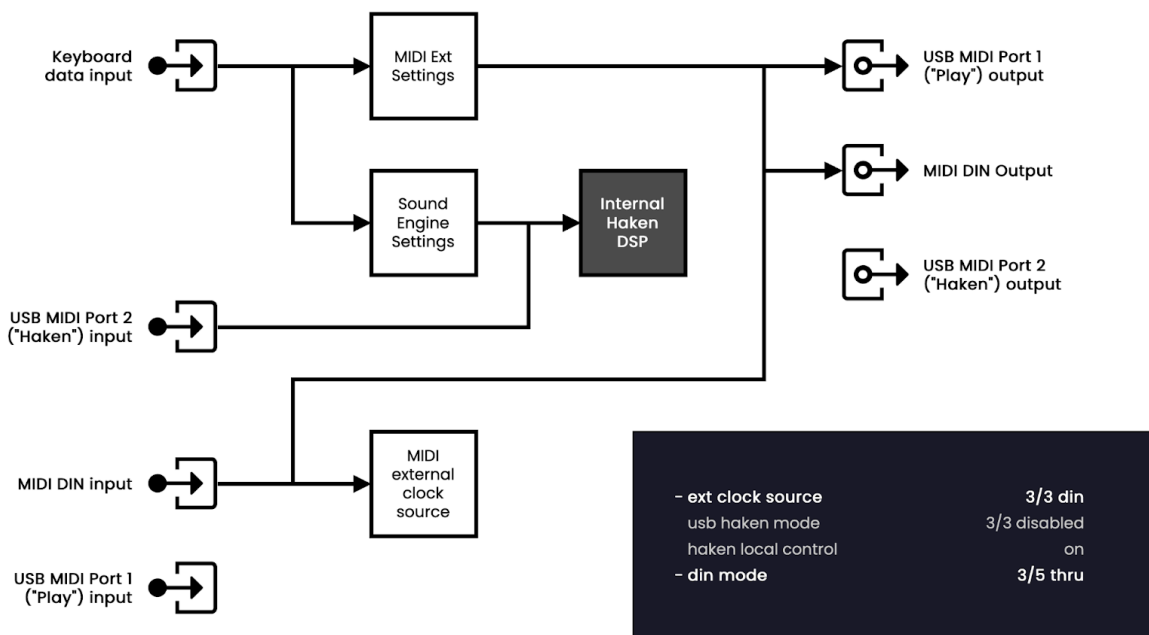 Keyboard
data input
MIDI Ext
Settings
USB MIDI Port 1
("Play") output
MIDI DIN Output
Sound
Engine
Settings
Internal
Haken
DSP
USB MIDI Port 2
("Haken") output
USB MIDI Port 2
("Haken") input
MIDI DIN input
MIDI
external
clock
source
USB MIDI Port 1
("Play") input
- ext clock source 3/3 din
usb haken mode 3/3 disabled
haken local control on
- din mode 3/5 thru